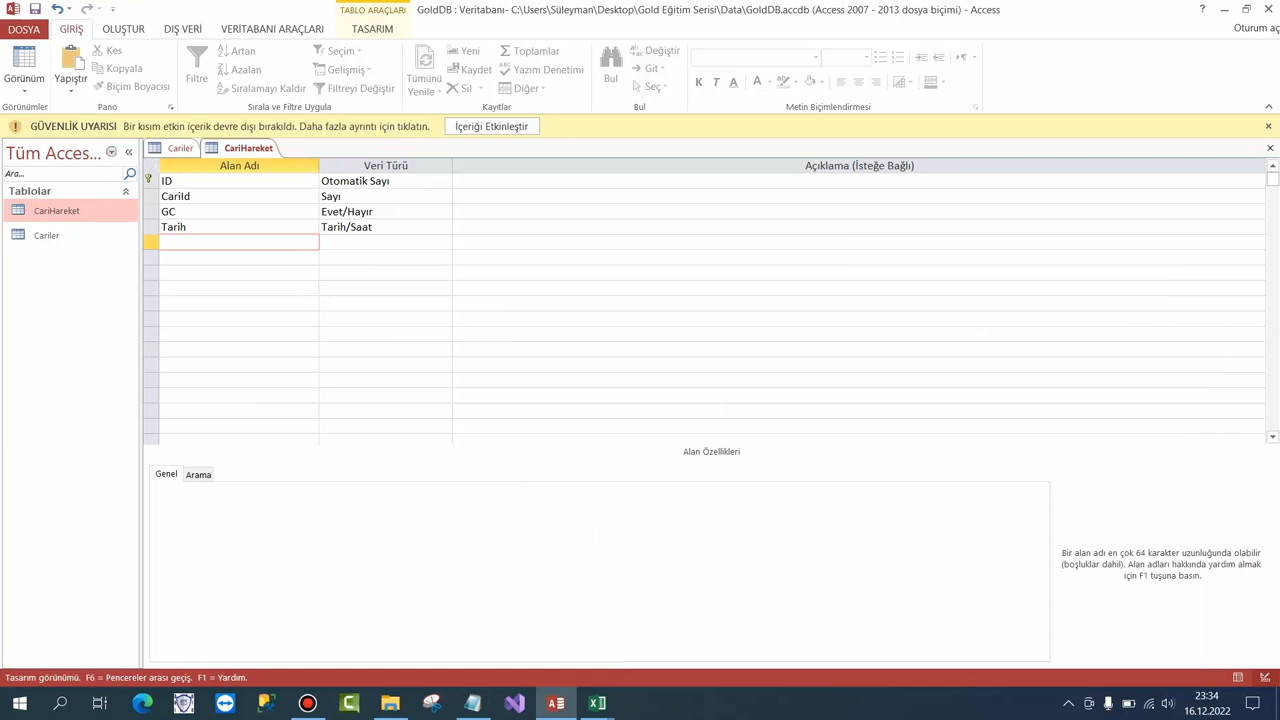 TABLO ARAÇLARI
GoldDB : Veritabanı- C:\Users\Süleyman\Desktop\Gold Eğitim Serisi\Data\GoldDB.accdb (Access 2007 - 2013 dosya biçimi) - Access
DOSYA GİRİŞ OLUŞTUR DIŞ VERİ VERİTABANI ARAÇLARI TASARIM
Oturum aç
Görünüm
Görünümler
Yapıştır
Kes
Kopyala
Biçim Boyacısı
Pano
Filtre
Artan
Azalan
Sıralamayı Kaldır
Seçim
Gelişmiş
Filtreyi Değiştir
Sırala ve Filtre Uygula
Tümünü
Yenile
Yeni
Kaydet
Sil
Toplamlar
Yazım Denetimi
Diğer
Kayıtlar
Bul
Değiştir
Git
Seç
Bul
K T A A
Metin Biçimlendirmesi
GÜVENLİK UYARISI Bir kısım etkin içerik devre dışı bırakıldı. Daha fazla ayrıntı için tıklatın. İçeriği Etkinleştir
Tüm Acces...
Ara...
Tablolar
CariHareket
Cariler
Cariler CariHareket
Alan Adı Veri Türü Açıklama (İsteğe Bağlı)
ID Otomatik Sayı
CariId Sayı
GC Evet/Hayır
Tarih Tarih/Saat
Alan Özellikleri
Genel Arama
Bir alan adı en çok 64 karakter uzunluğunda olabilir
(boşluklar dahil). Alan adları hakkında yardım almak
için F1 tuşuna basın.
Tasarım görünümü. F6 = Pencereler arası geçiş. F1 = Yardım.
23:34
16.12.2022